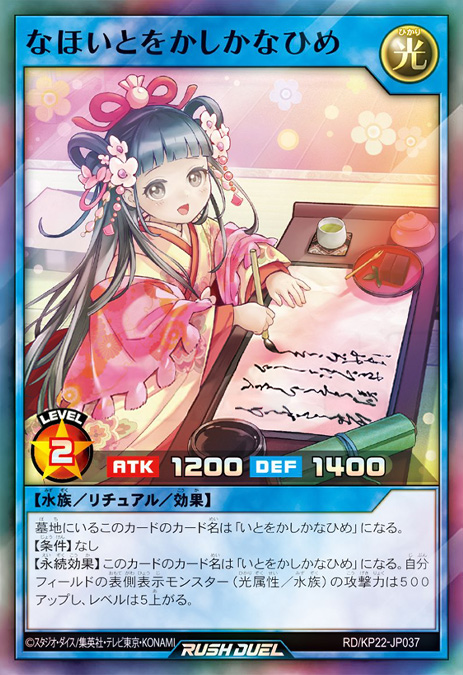 なほいとをかしかなひめ
ひかり
光
LEVEL
2
ATK 1200 DEF 1400
【水族／リチュアル／効果】
墓地にいるこのカードのカード名は「いとをかしかなひめ」になる。
【条件】なし
【永続効果】このカードのカード名は「いとをかしかなひめ」になる。自分
フィールドの表側表示モンスター（光属性／水族）の攻撃力は５００
アップし、レベルは５上がる。
©スタジオ・ダイス/集英社・テレビ東京・KONAMI
RUSH DUEL
RD/KP22-JP037